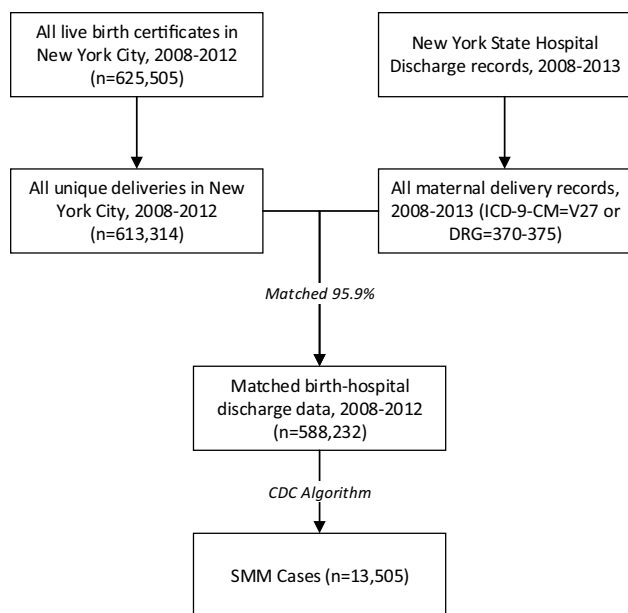 All live birth certificates in
New York City, 2008-2012
(n=625,505)
New York State Hospital
Discharge records, 2008-2013
All unique deliveries in New
York City, 2008-2012
(n=613,314)
All maternal delivery records,
2008-2013 (ICD-9-CM=V27 or
DRG=370-375)
Matched 95.9%
Matched birth-hospital
discharge data, 2008-2012
(n=588,232)
CDC Algorithm
SMM Cases (n=13,505)